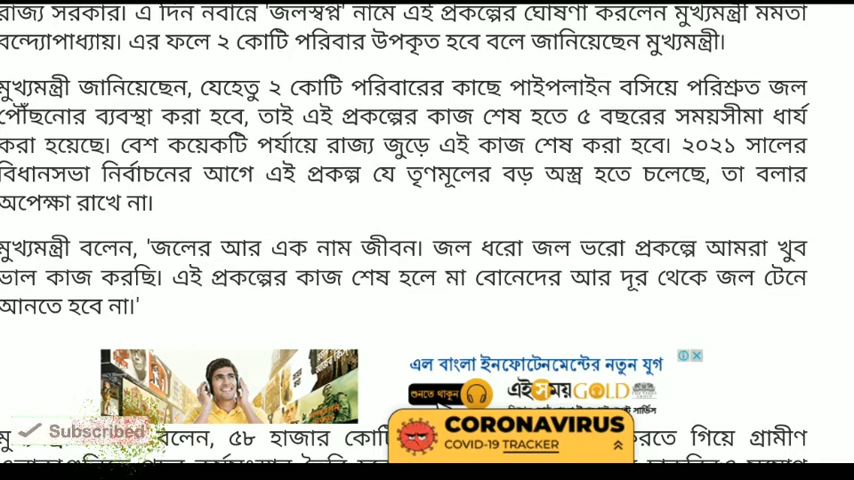 রাজ্য সরকার। এ দিন নবান্নে 'জলস্বপ্ন' নামে এই প্রকল্পের ঘোষণা করলেন মুখ্যমন্ত্রী মমতা
বন্দ্যোপাধ্যায়। এর ফলে ২ কোটি পরিবার উপকৃত হবে বলে জানিয়েছেন মুখ্যমন্ত্রী।
মুখ্যমন্ত্রী জানিয়েছেন, যেহেতু ২ কোটি পরিবারের কাছে পাইপলাইন বসিয়ে পরিশ্রুত জল
পৌঁছনোর ব্যবস্থা করা হবে, তাই এই প্রকল্পের কাজ শেষ হতে ৫ বছরের সময়সীমা ধার্য
করা হয়েছে। বেশ কয়েকটি পর্যায়ে রাজ্য জুড়ে এই কাজ শেষ করা হবে। ২০২১ সালের
বিধানসভা নির্বাচনের আগে এই প্রকল্প যে তৃণমূলের বড় অস্ত্র হতে চলেছে, তা বলার
অপেক্ষা রাখে না।
মুখ্যমন্ত্রী বলেন, 'জলের আর এক নাম জীবন। জল ধরো জল ভরো প্রকল্পে আমরা খুব
ভাল কাজ করছি। এই প্রকল্পের কাজ শেষ হলে মা বোনেদের আর দূর থেকে জল টেনে
আনতে হবে না।'
এল বাংলা ইনফোটেনমেন্টের নতুন যুগ
শুনতে থাকুন
এই সময় GOLD
Subscribed
বলেন, ৫৮ হাজার কোটি
করতে গিয়ে গ্রামীণ
CORONAVIRUS
COVID-19 TRACKER